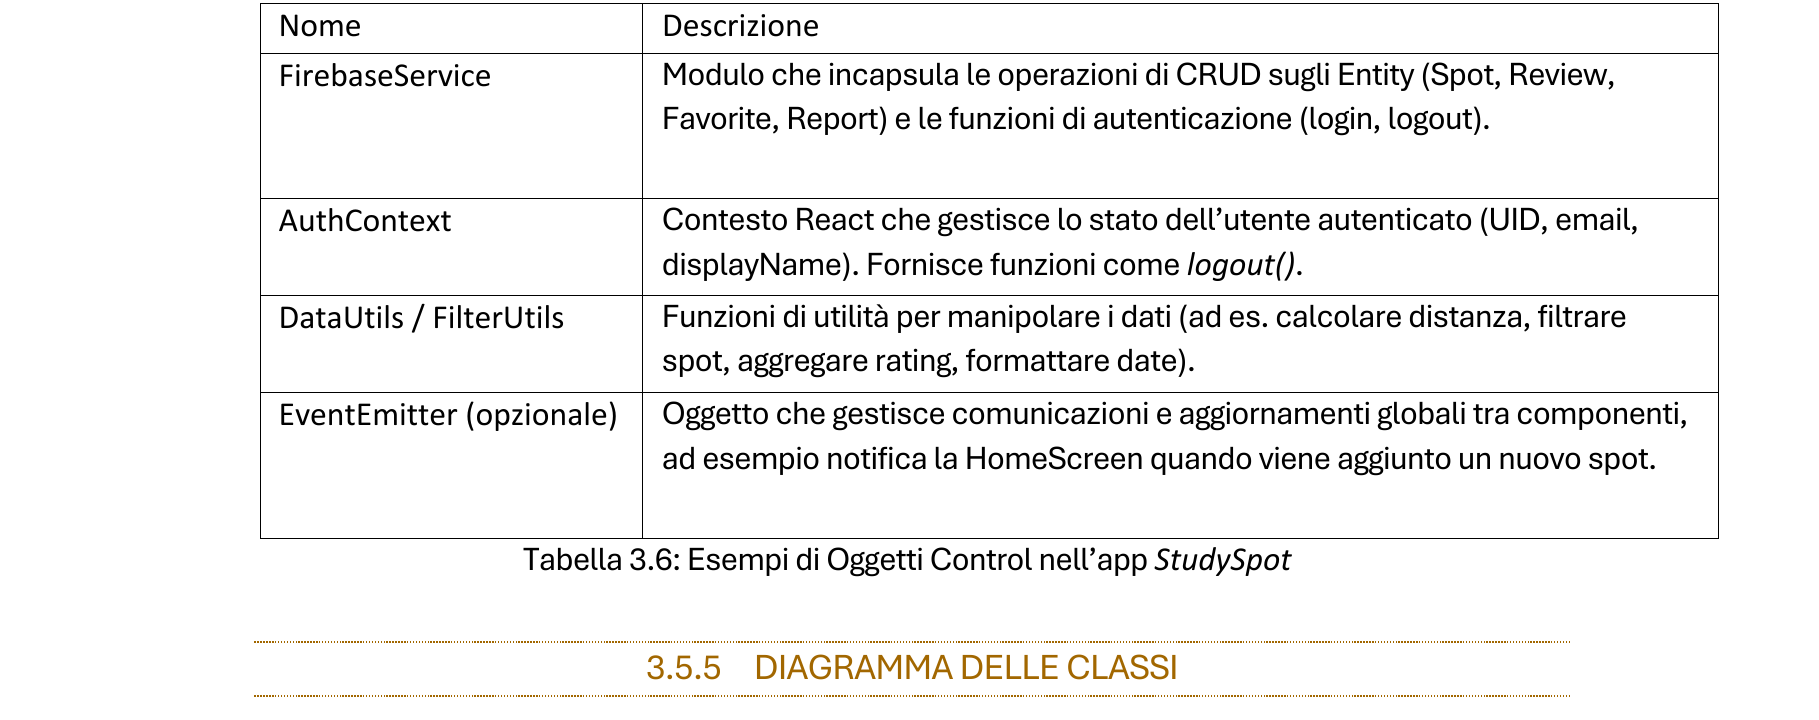 Nome
Descrizione
FirebaseService
Modulo che incapsula le operazioni di CRUD sugli Entity (Spot, Review,
Favorite, Report) e le funzioni di autenticazione (login, logout).
AuthContext
Contesto React che gestisce lo stato dell’utente autenticato (UID, email,
displayName). Fornisce funzioni come logout().
DataUtils / FilterUtils
Funzioni di utilità per manipolare i dati (ad es. calcolare distanza, filtrare
spot, aggregare rating, formattare date).
EventEmitter (opzionale)
Oggetto che gestisce comunicazioni e aggiornamenti globali tra componenti,
ad esempio notifica la HomeScreen quando viene aggiunto un nuovo spot.
Tabella 3.6: Esempi di Oggetti Control nell’app StudySpot
3.5.5 DIAGRAMMA DELLE CLASSI